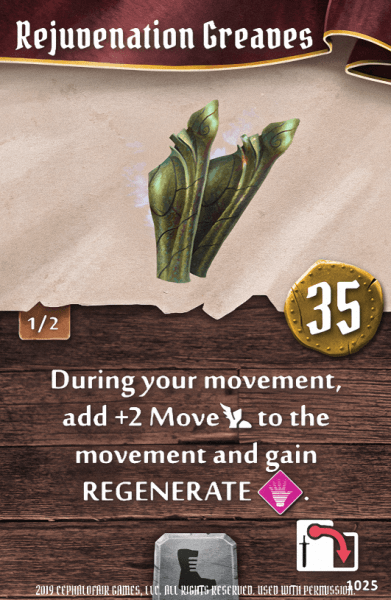 Rejuvenation Greaves
1/2
35
During your movement,
add +2 Move to the
movement and gain
REGENERATE .
1025
2019 CEPHALOFAIR GAMES, LLC. ALL RIGHTS RESERVED. USED WITH PERMISSION.